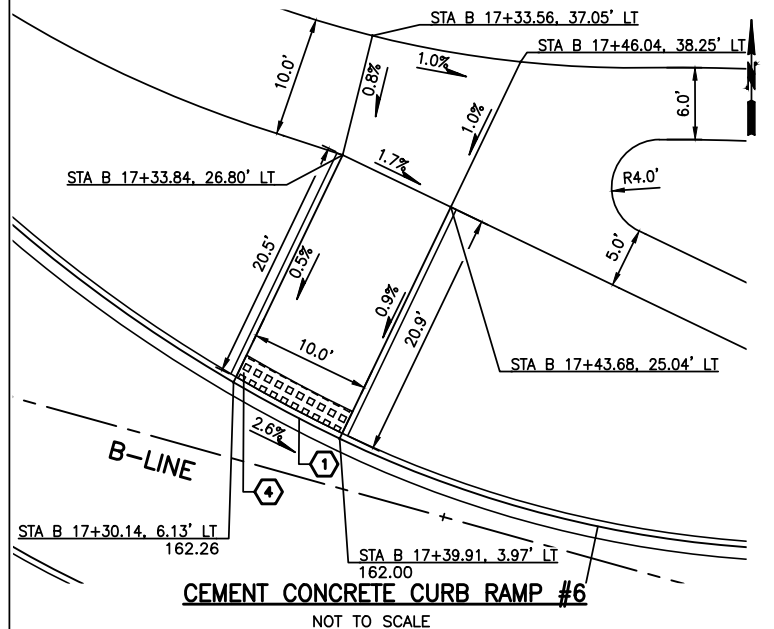 STA B 17+33.56, 37.05' LT
STA B 17+46.04, 38.25' LT
10.0'
0.8%
1.0%
1.0%
6.0'
N
1.7%
STA B 17+33.84, 26.80' LT
R4.0'
20.5'
0.5%
5.0'
0.9%
20.9'
10.0'
STA B 17+43.68, 25.04' LT
2.6%
B-LINE
1
4
STA B 17+30.14, 6.13' LT
162.26
STA B 17+39.91, 3.97' LT
162.00
CEMENT CONCRETE CURB RAMP #6
NOT TO SCALE